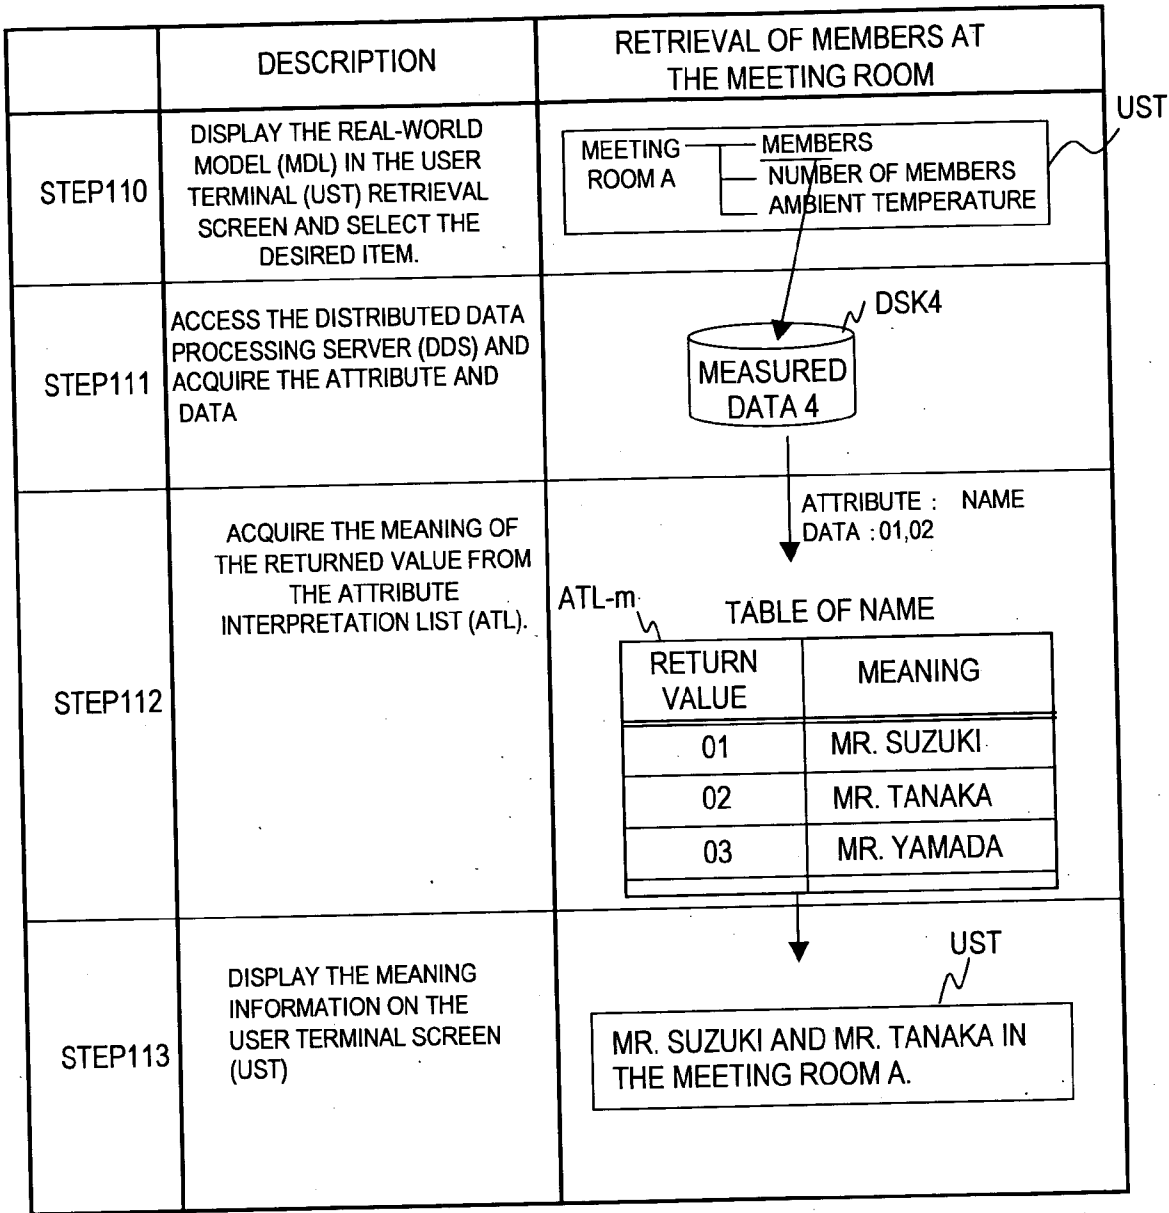 DESCRIPTION
RETRIEVAL OF MEMBERS AT
THE MEETING ROOM
STEP110
DISPLAY THE REAL-WORLD
MODEL (MDL) IN THE USER
TERMINAL (UST) RETRIEVAL
SCREEN AND SELECT THE
DESIRED ITEM.
UST
MEETING
ROOM A
MEMBERS
NUMBER OF MEMBERS
AMBIENT TEMPERATURE
STEP111
ACCESS THE DISTRIBUTED DATA
PROCESSING SERVER (DDS) AND
ACQUIRE THE ATTRIBUTE AND
DATA
DSK4
MEASURED
DATA 4
STEP112
ACQUIRE THE MEANING OF
THE RETURNED VALUE FROM
THE ATTRIBUTE
INTERPRETATION LIST (ATL).
ATTRIBUTE : NAME
DATA : 01,02
ATL-m
TABLE OF NAME
RETURN
VALUE
MEANING
01 MR. SUZUKI
02 MR. TANAKA
03 MR. YAMADA
STEP113
DISPLAY THE MEANING
INFORMATION ON THE
USER TERMINAL SCREEN
(UST)
UST
MR. SUZUKI AND MR. TANAKA IN
THE MEETING ROOM A.